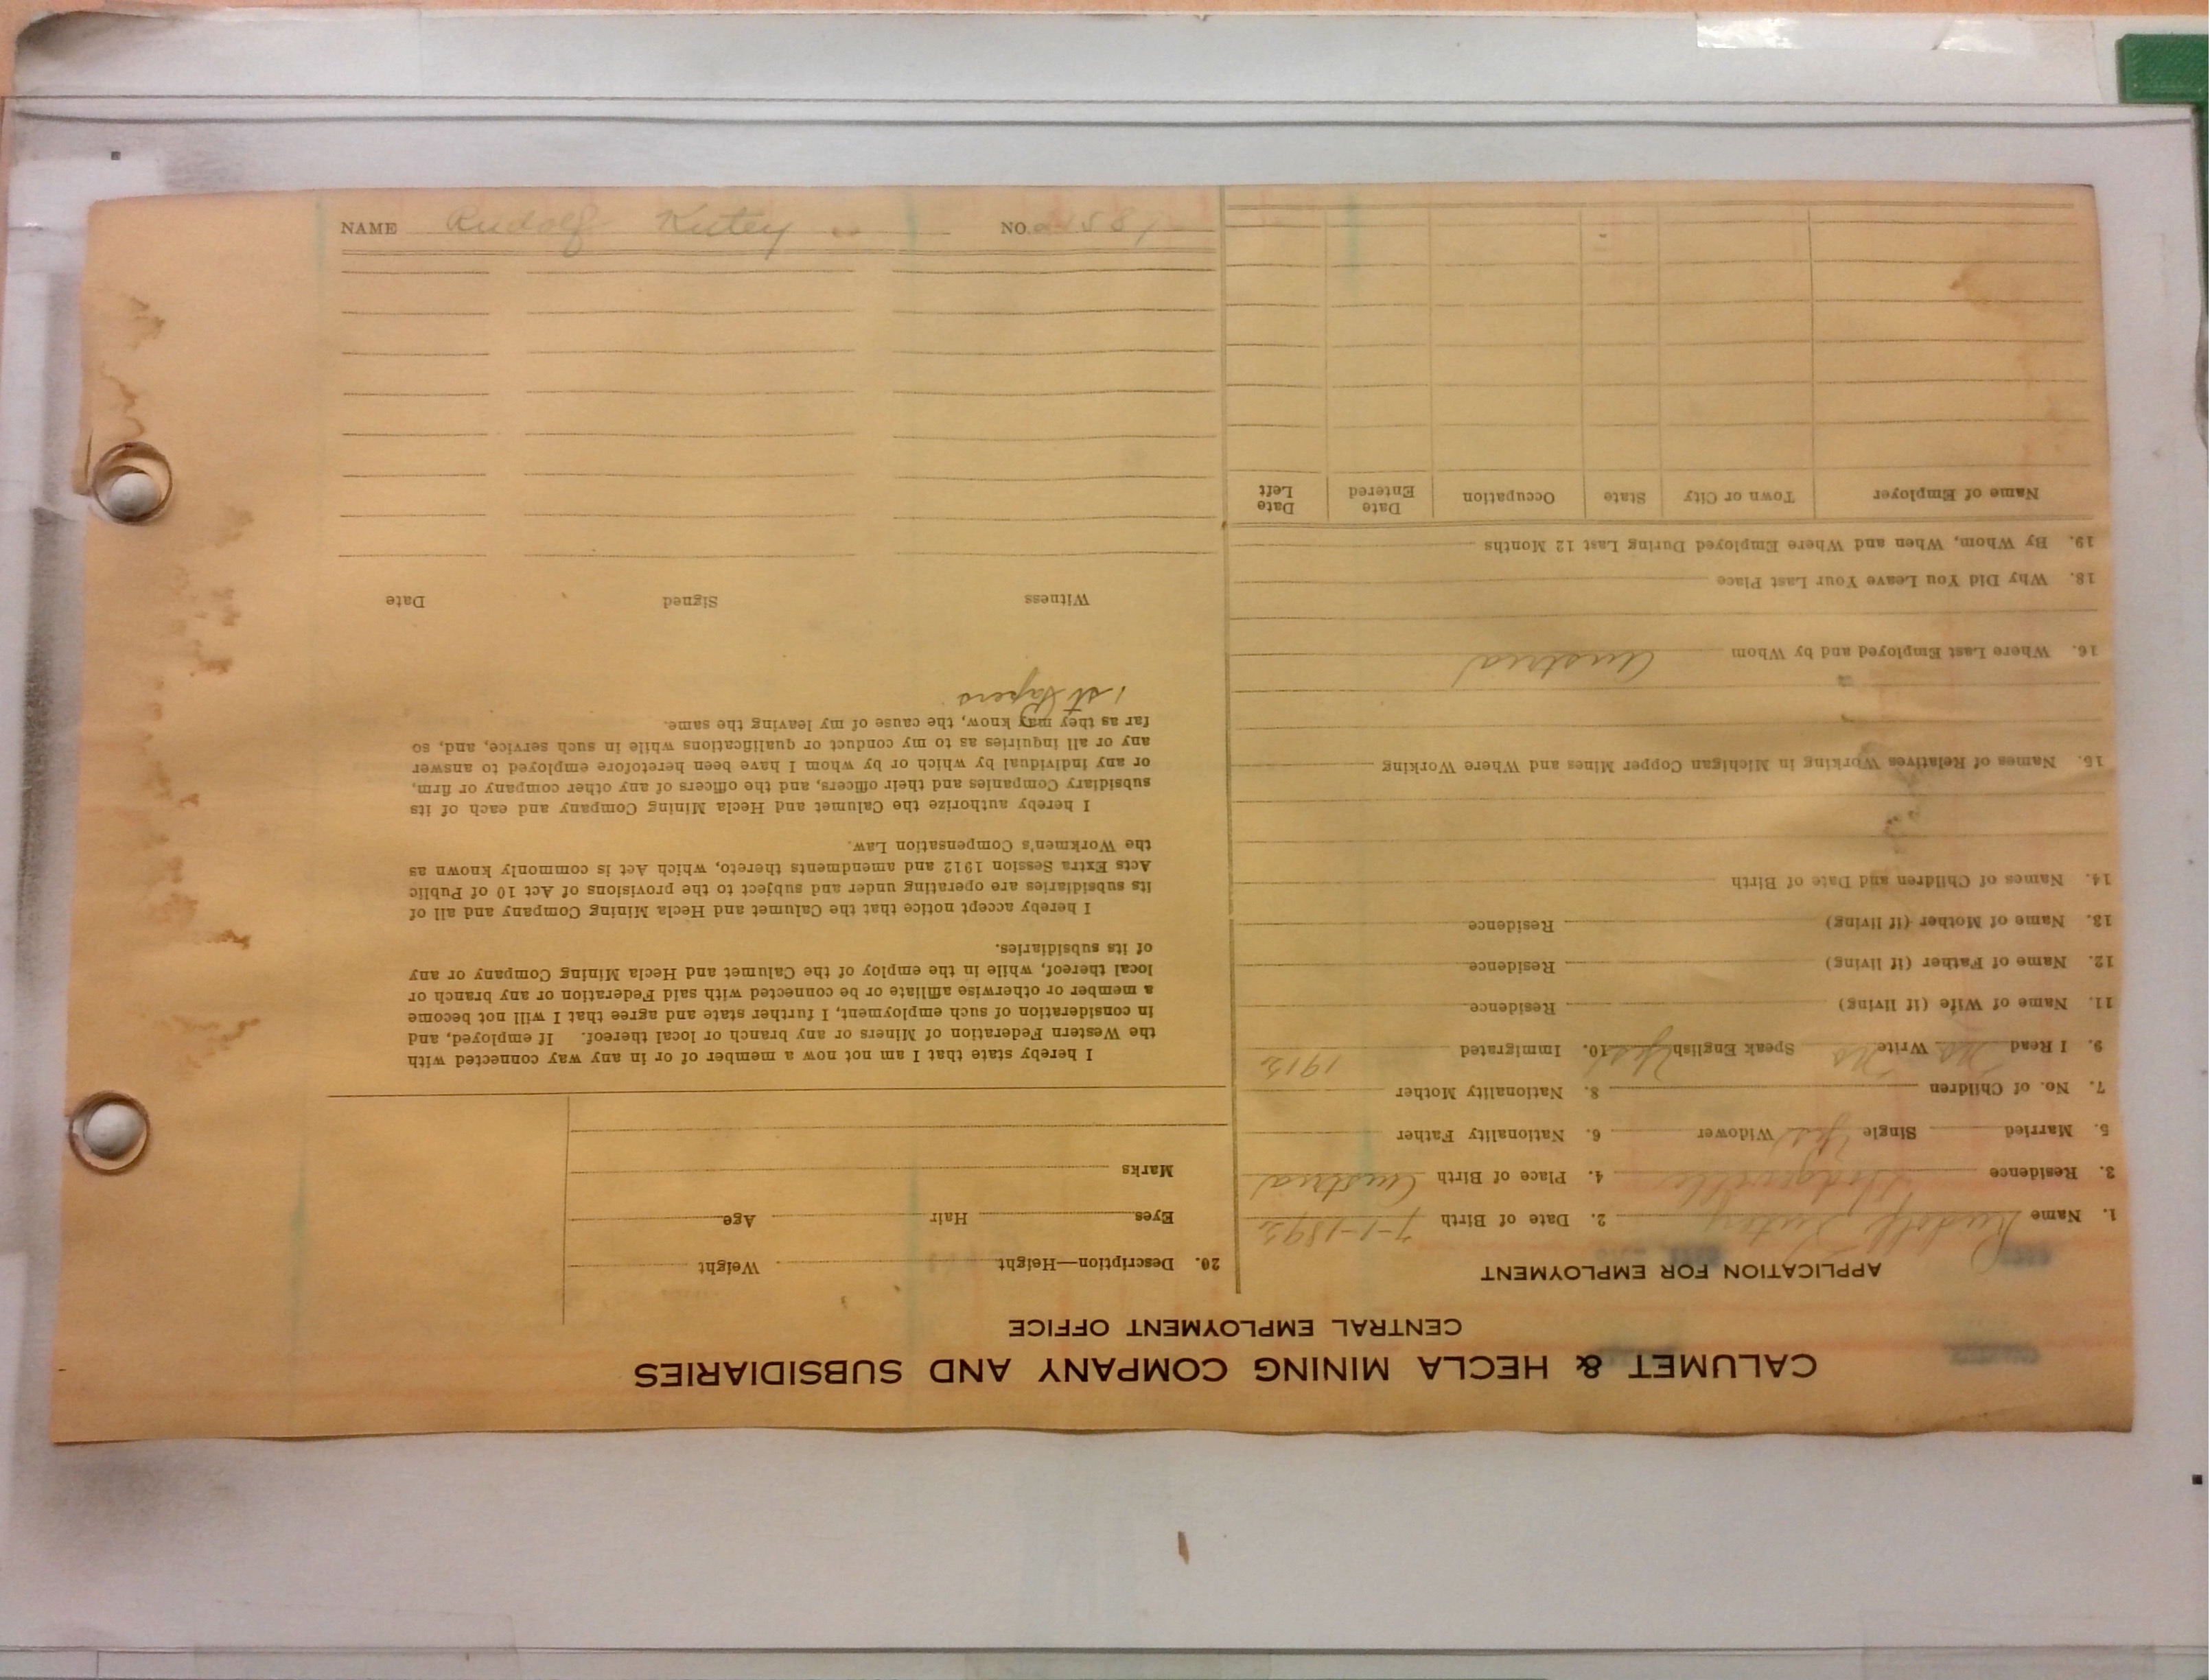 CALUMET & HECLA MINING COMPANY AND SUBSIDIARIES
CENTRAL EMPLOYMENT OFFICE
APPLICATION FOR EMPLOYMENT
1. Name Rudolf Kutey 2. Date of Birth 7-1-1893
3. Residence 4. Place of Birth Austria
5. Married Single Yes Widower 6. Nationality Father
7. No. of Children 8. Nationality Mother
9. I Read No Write No Speak English Yes 10. Immigrated 1913
11. Name of Wife (if living) Residence
12. Name of Father (if living) Residence
13. Name of Mother (if living) Residence
14. Names of Children and Date of Birth
15. Names of Relatives Working in Michigan Copper Mines and Where Working
16. Where Last Employed and by Whom Austria
18. Why Did You Leave Your Last Place
19. By Whom, When and Where Employed During Last 12 Months
Name of Employer Town or City State Occupation Date Entered Date Left
20. Description—Height Weight
Eyes Hair Age
Marks
I hereby state that I am not now a member of or in any way connected with
the Western Federation of Miners or any branch or local thereof. If employed, and
in consideration of such employment, I further state and agree that I will not become
a member or otherwise affiliate or be connected with said Federation or any branch or
local thereof, while in the employ of the Calumet and Hecla Mining Company or any
of its subsidiaries.
I hereby accept notice that the Calumet and Hecla Mining Company and all of
its subsidiaries are operating under and subject to the provisions of Act 10 of Public
Acts Extra Session 1912 and amendments thereto, which Act is commonly known as
the Workmen's Compensation Law.
I hereby authorize the Calumet and Hecla Mining Company and each of its
subsidiary Companies and their officers, and the officers of any other company or firm,
or any individual by which or by whom I have been heretofore employed to answer
any or all inquiries as to my conduct or qualifications while in such service, and, so
far as they may know, the cause of my leaving the same.
1st Papers
Witness Signed Date
NAME Rudolf Kutey NO.